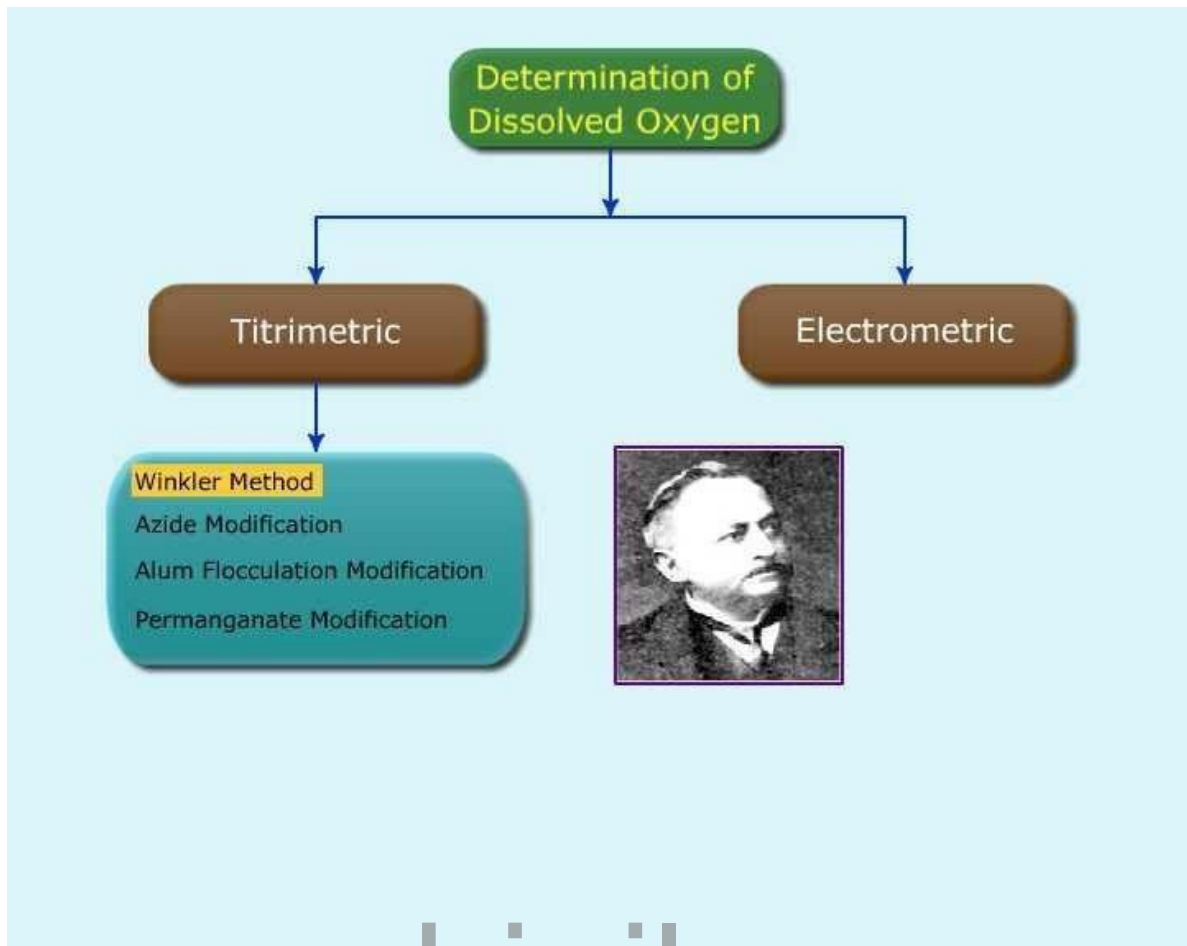 Determination of
Dissolved Oxygen
Titrimetric
Electrometric
Winkler Method
Azide Modification
Alum Flocculation Modification
Permanganate Modification